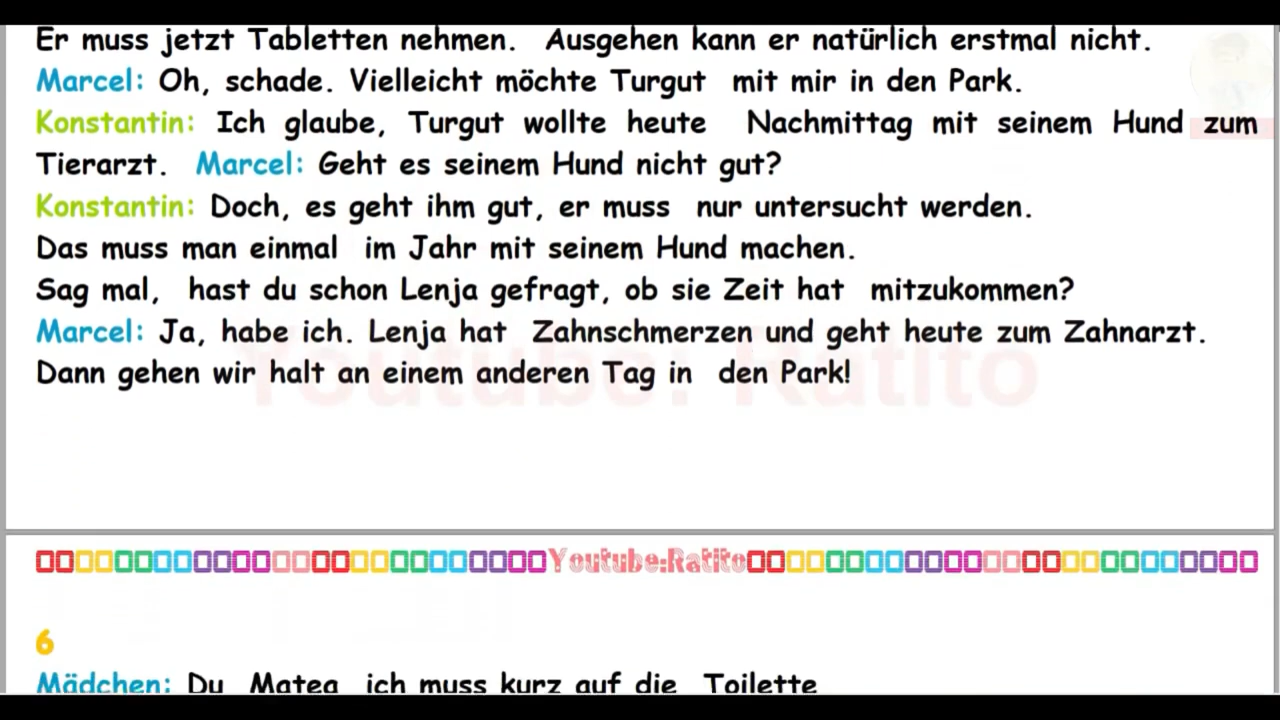 Er muss jetzt Tabletten nehmen. Ausgehen kann er natürlich erstmal nicht.
Marcel: Oh, schade. Vielleicht möchte Turgut mit mir in den Park.
Konstantin: Ich glaube, Turgut wollte heute Nachmittag mit seinem Hund zum
Tierarzt. Marcel: Geht es seinem Hund nicht gut?
Konstantin: Doch, es geht ihm gut, er muss nur untersucht werden.
Das muss man einmal im Jahr mit seinem Hund machen.
Sag mal, hast du schon Lenja gefragt, ob sie Zeit hat mitzukommen?
Marcel: Ja, habe ich. Lenja hat Zahnschmerzen und geht heute zum Zahnarzt.
Dann gehen wir halt an einem anderen Tag in den Park!
Youtube: Ratito
Youtube:Ratito
6
Mädchen: Du Matea ich muss kurz auf die Toilette